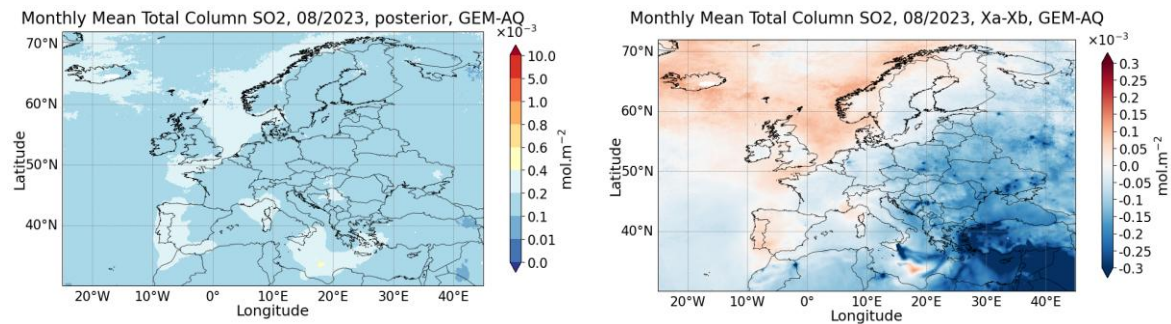 Monthly Mean Total Column SO2, 08/2023, posterior, GEM-AQ
×10⁻³
70°N
60°N
50°N
40°N
20°W
10°W
0°
10°E
20°E
30°E
40°E
Latitude
Longitude
10.0
5.0
1.0
0.8
0.6
0.4
0.2
0.1
0.01
0.0
mol.m⁻²
Monthly Mean Total Column SO2, 08/2023, Xa-Xb, GEM-AQ
×10⁻³
70°N
60°N
50°N
40°N
20°W
10°W
0°
10°E
20°E
30°E
40°E
Latitude
Longitude
0.3
0.25
0.2
0.15
0.1
0.05
0.0
-0.05
-0.1
-0.15
-0.2
-0.25
-0.3
mol.m⁻²